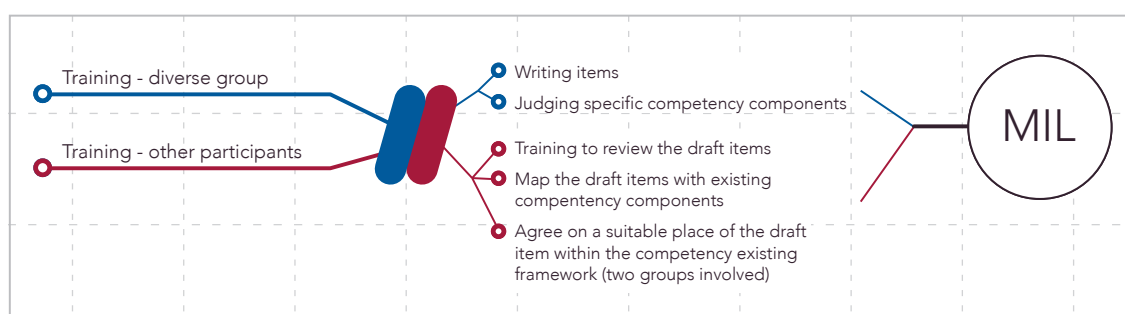 Training - diverse group
Training - other participants
Writing items
Judging specific competency components
Training to review the draft items
Map the draft items with existing
compentency components
Agree on a suitable place of the draft
item within the competency existing
framework (two groups involved)
MIL